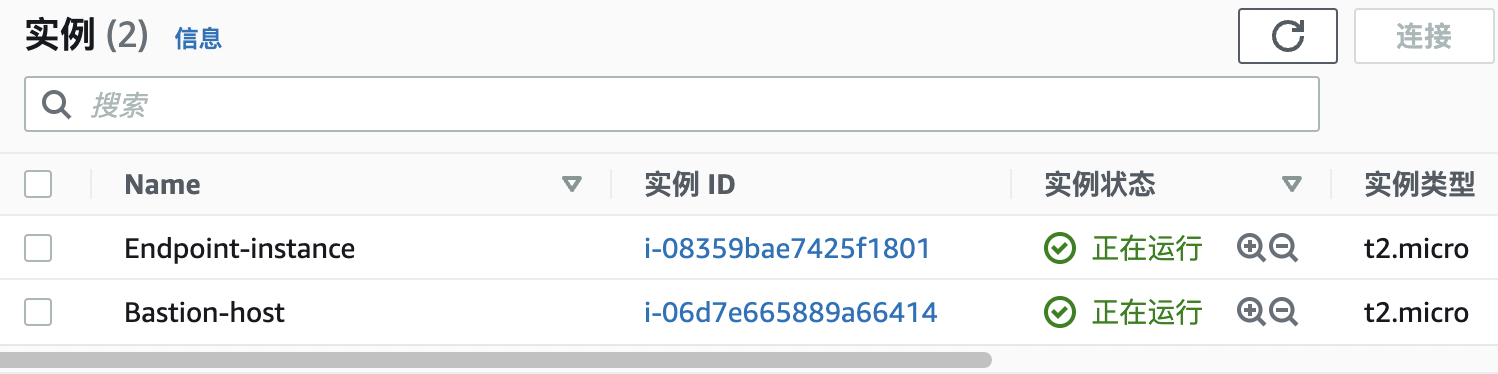 实例 (2) 信息
连接
搜索
Name 实例 ID 实例状态 实例类型
Endpoint-instance i-08359bae7425f1801 正在运行 t2.micro
Bastion-host i-06d7e665889a66414 正在运行 t2.micro